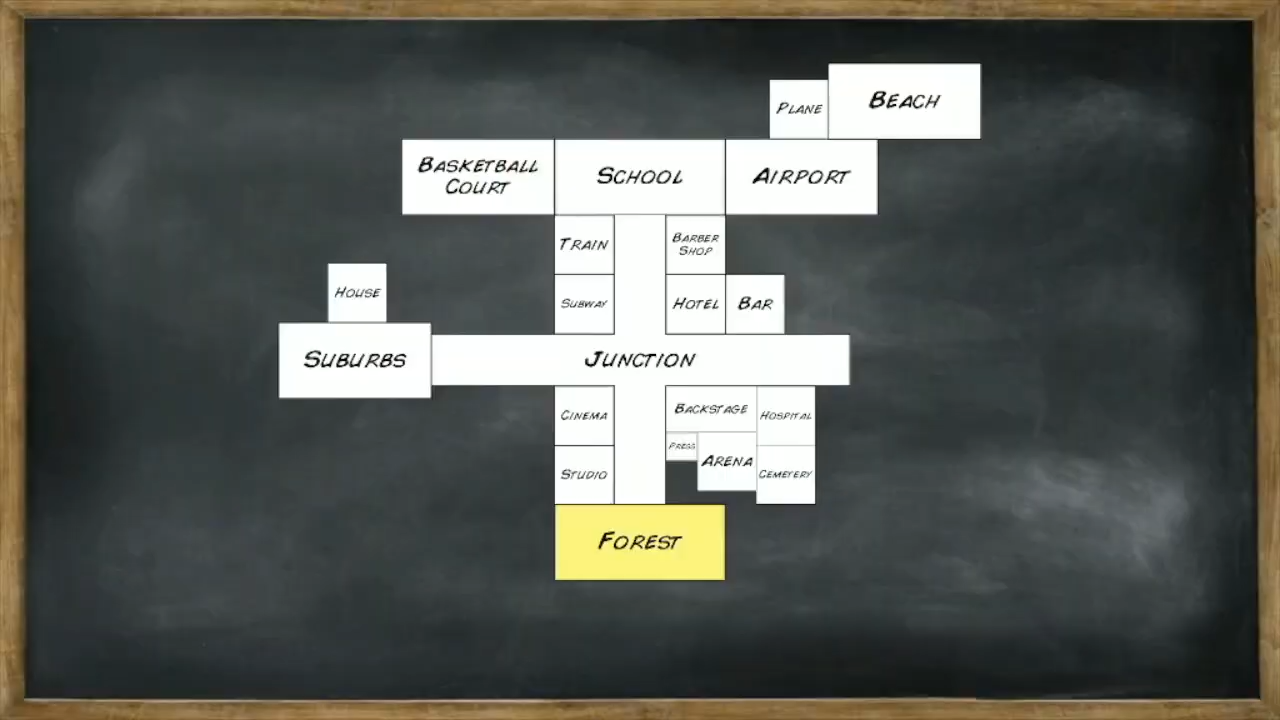 PLANE
BEACH
BASKETBALL
COURT
SCHOOL
AIRPORT
TRAIN
BARBER
SHOP
HOUSE
SUBWAY
HOTEL
BAR
SUBURBS
JUNCTION
CINEMA
BACKSTAGE
HOSPITAL
PRESS
ARENA
STUDIO
CEMETERY
FOREST